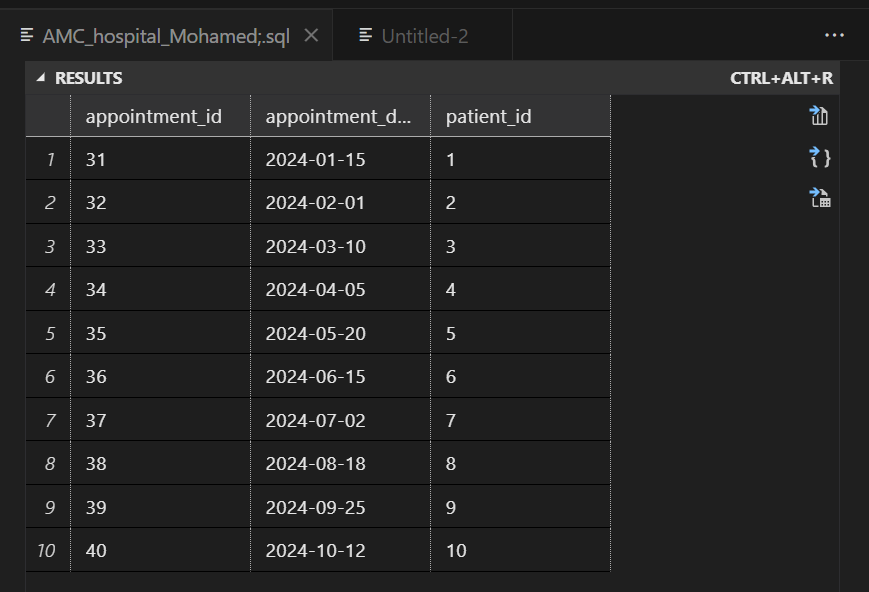 AMC_hospital_Mohamed;.sql Untitled-2
RESULTS CTRL+ALT+R
appointment_id appointment_d... patient_id
1 31 2024-01-15 1
2 32 2024-02-01 2
3 33 2024-03-10 3
4 34 2024-04-05 4
5 35 2024-05-20 5
6 36 2024-06-15 6
7 37 2024-07-02 7
8 38 2024-08-18 8
9 39 2024-09-25 9
10 40 2024-10-12 10